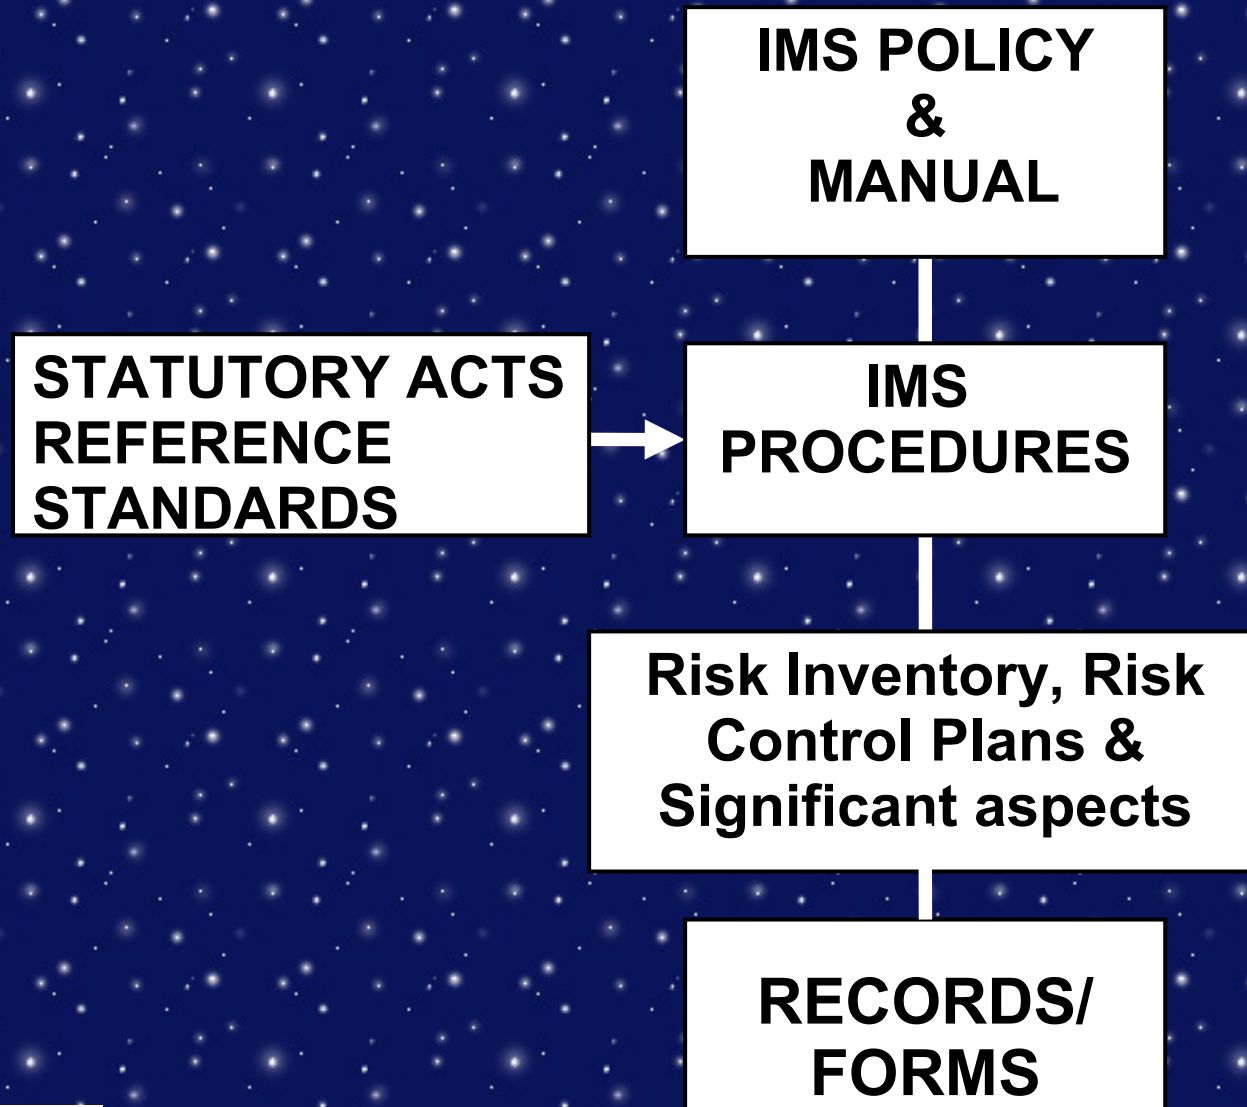 IMS POLICY
&
MANUAL
STATUTORY ACTS
REFERENCE
STANDARDS
IMS
PROCEDURES
Risk Inventory, Risk
Control Plans &
Significant aspects
RECORDS/
FORMS